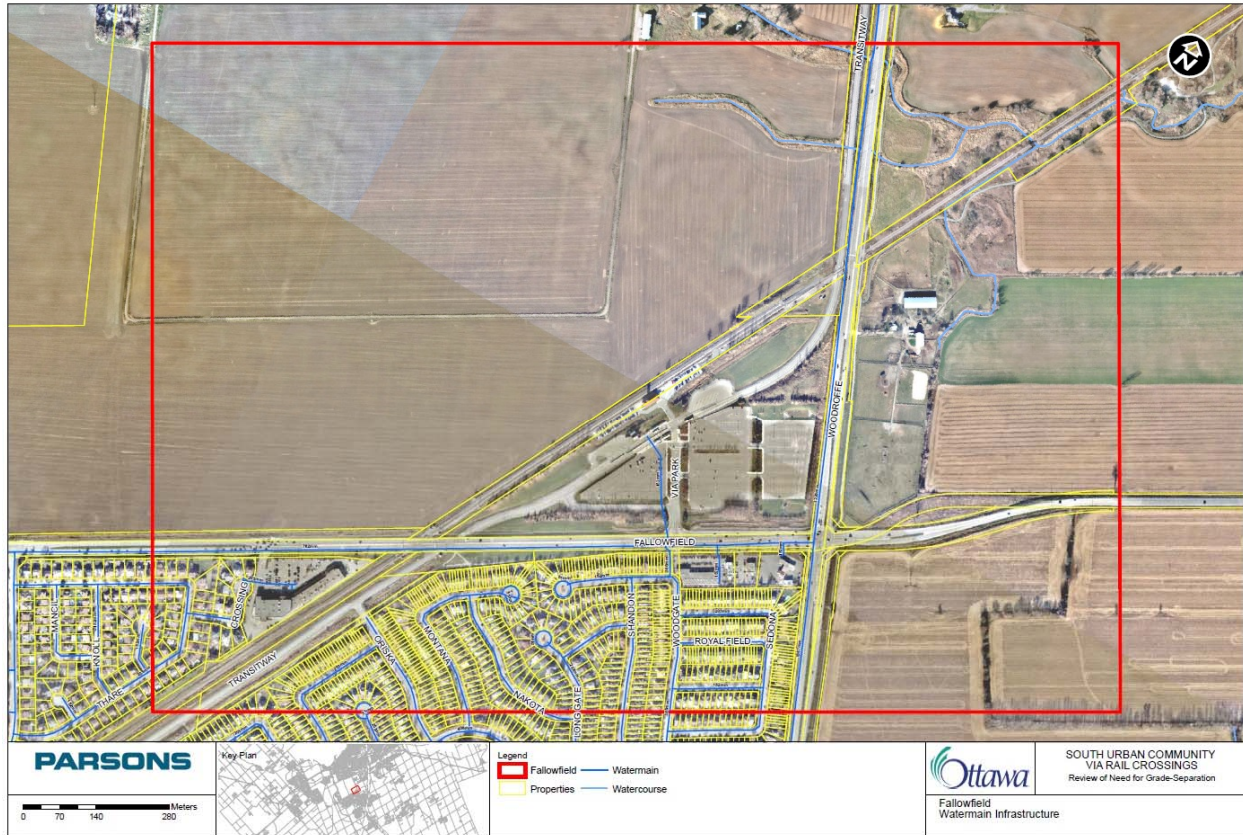 TRANSITWAY
N
WOODROFFE
VIA PARK
FALLOWFIELD
CROSSING
TRANSITWAY
THARE
ORISKA
MONTANA
NAKOTA
LONG GATE
SHANDON
WOODGATE
ROYAL FIELD
SEDONA
PARSONS
Meters
0 70 140 280
Key Plan
Legend
Fallowfield
Watermain
Properties
Watercourse
Ottawa
SOUTH URBAN COMMUNITY
VIA RAIL CROSSINGS
Review of Need for Grade-Separation
Fallowfield
Watermain Infrastructure